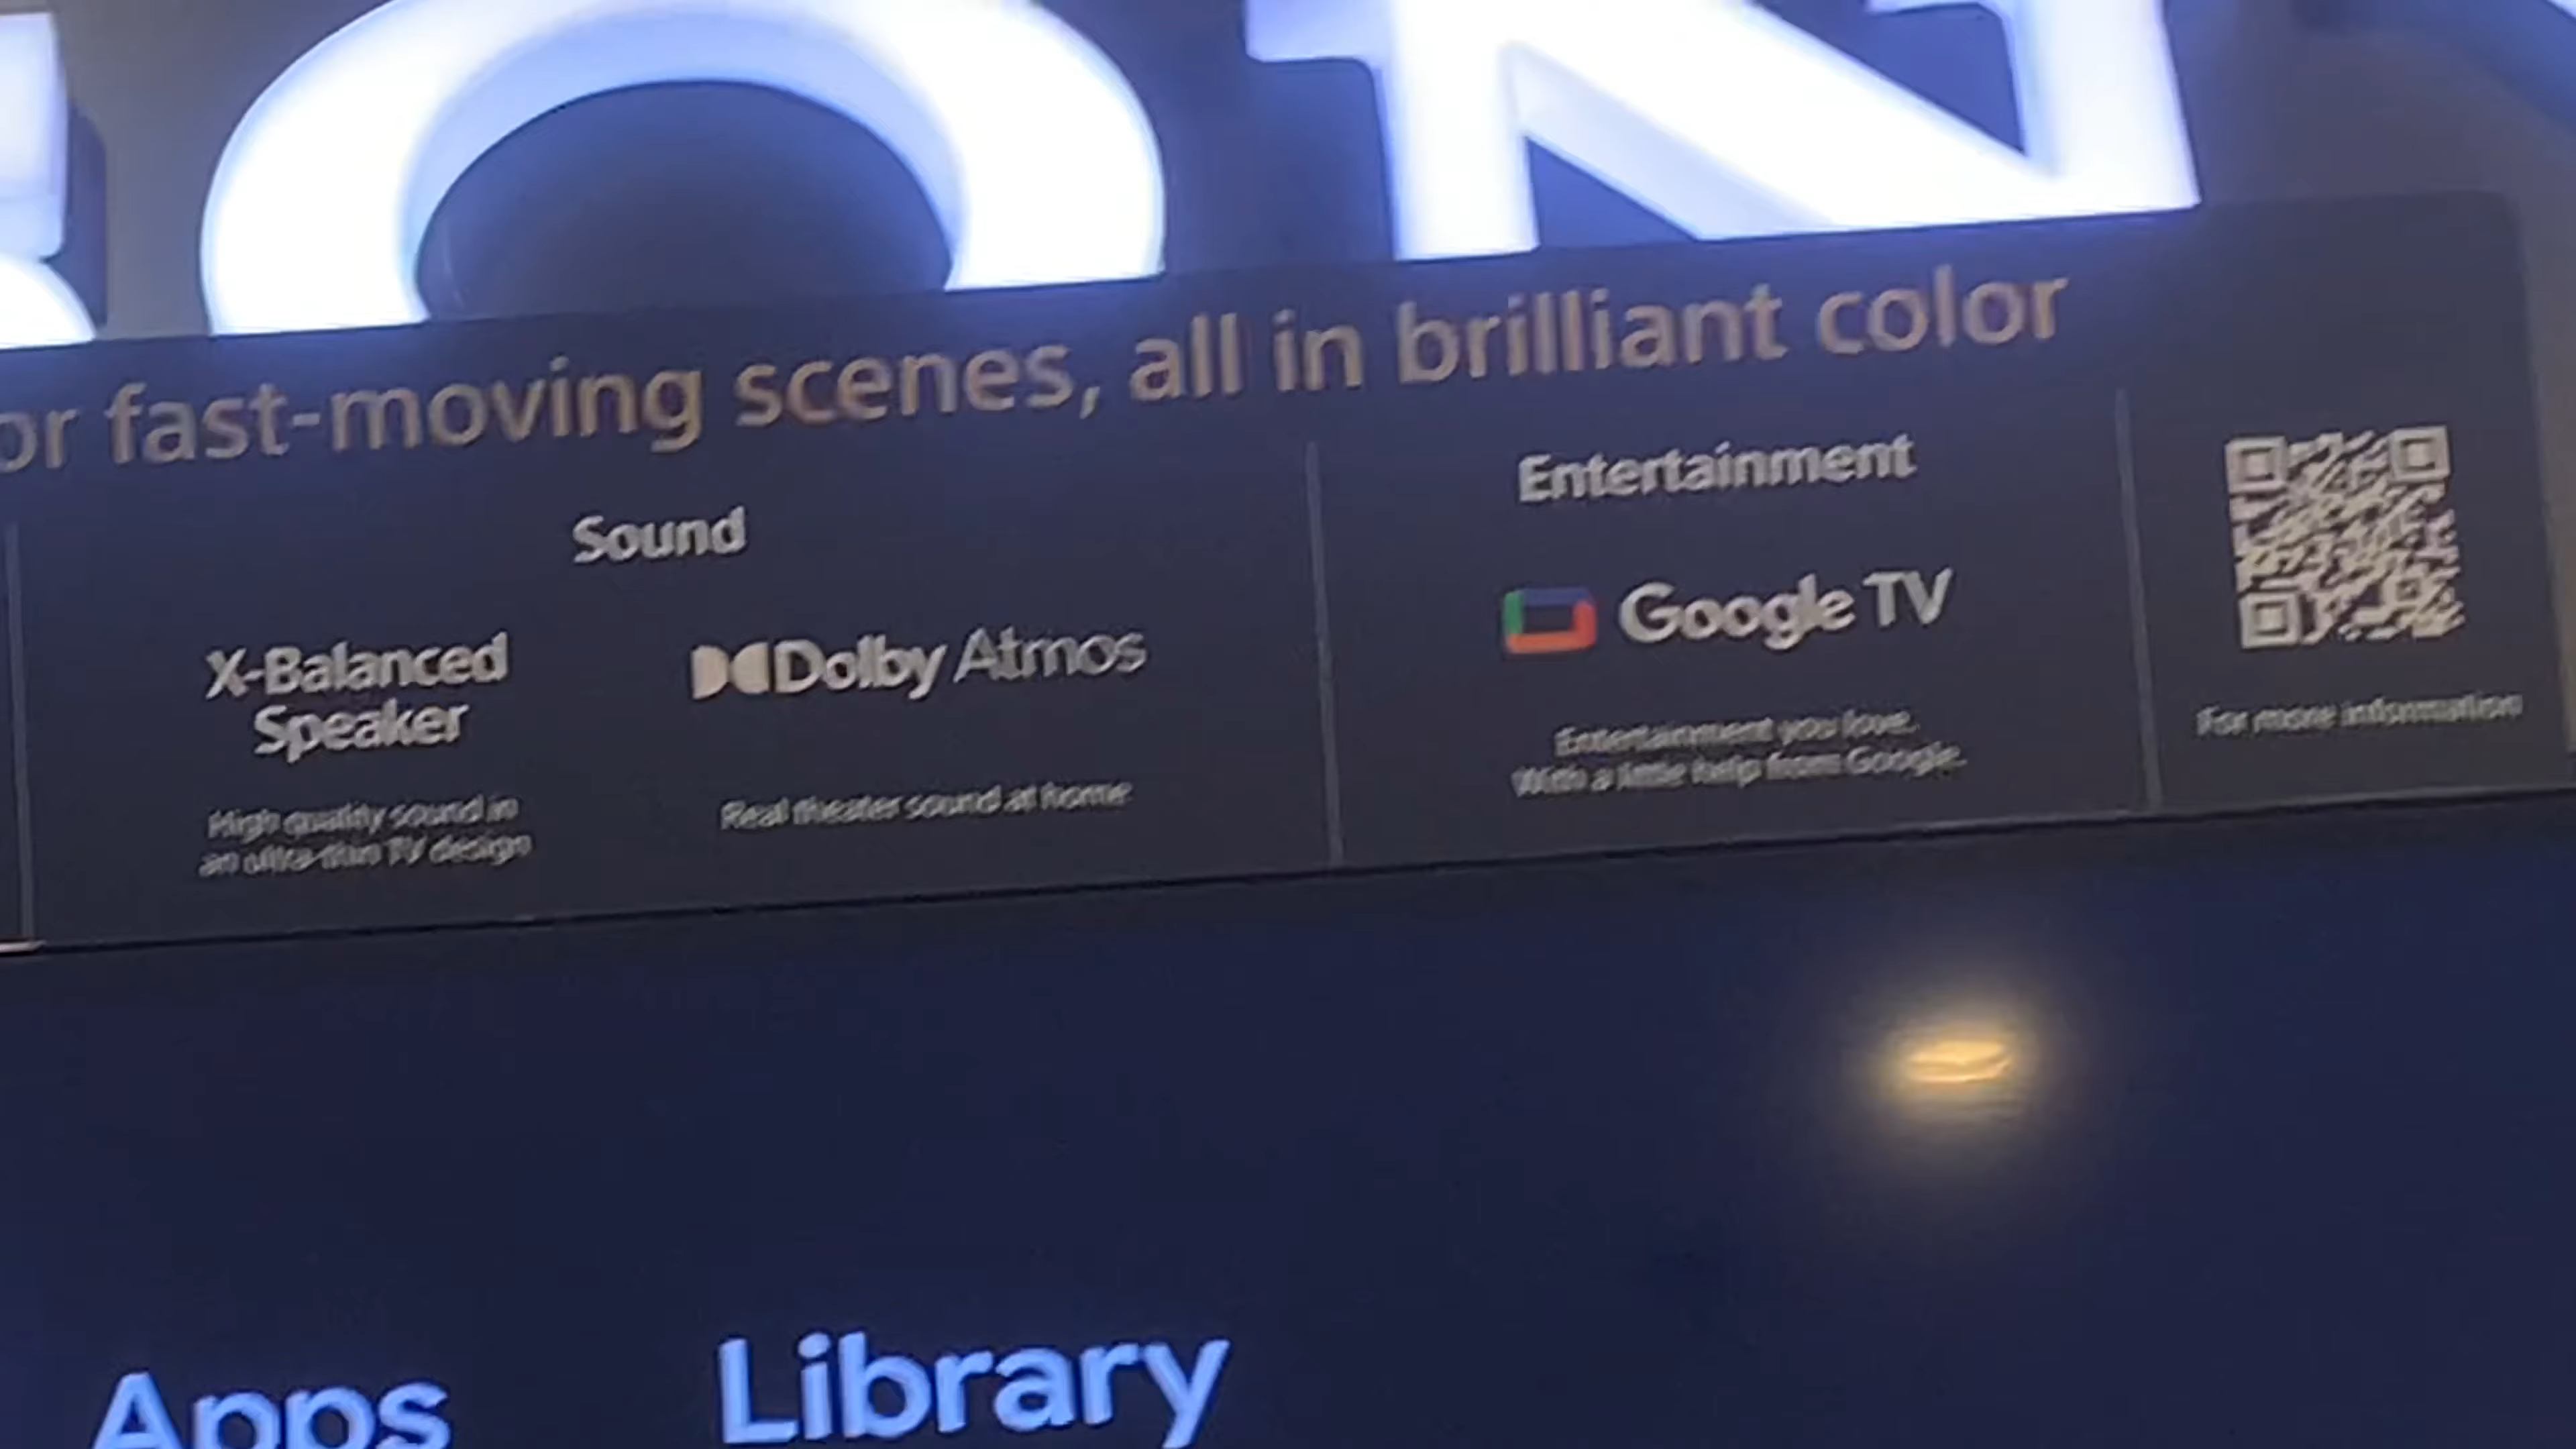 SON
or fast-moving scenes, all in brilliant color
Sound
X-Balanced
Speaker
High quality sound in
an ultra-thin TV design
Dolby Atmos
Real theater sound at home
Entertainment
Google TV
Entertainment you love.
With a little help from Google.
For more information
Apps
Library